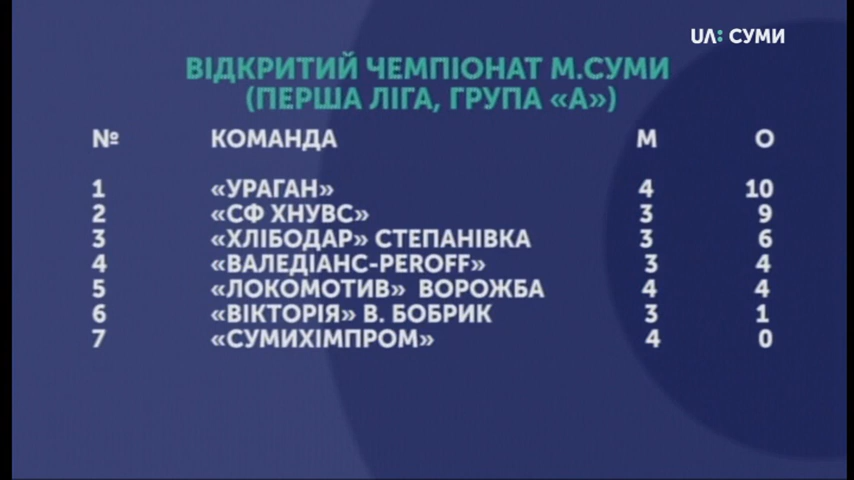 UA: СУМИ
ВІДКРИТИЙ ЧЕМПІОНАТ М.СУМИ
(ПЕРША ЛІГА, ГРУПА «А»)
№ КОМАНДА М О
1 «УРАГАН» 4 10
2 «СФ ХНУВС» 3 9
3 «ХЛІБОДАР» СТЕПАНІВКА 3 6
4 «ВАЛЕДІАНС-PEROFF» 3 4
5 «ЛОКОМОТИВ» ВОРОЖБА 4 4
6 «ВІКТОРІЯ» В. БОБРИК 3 1
7 «СУМИХІМПРОМ» 4 0